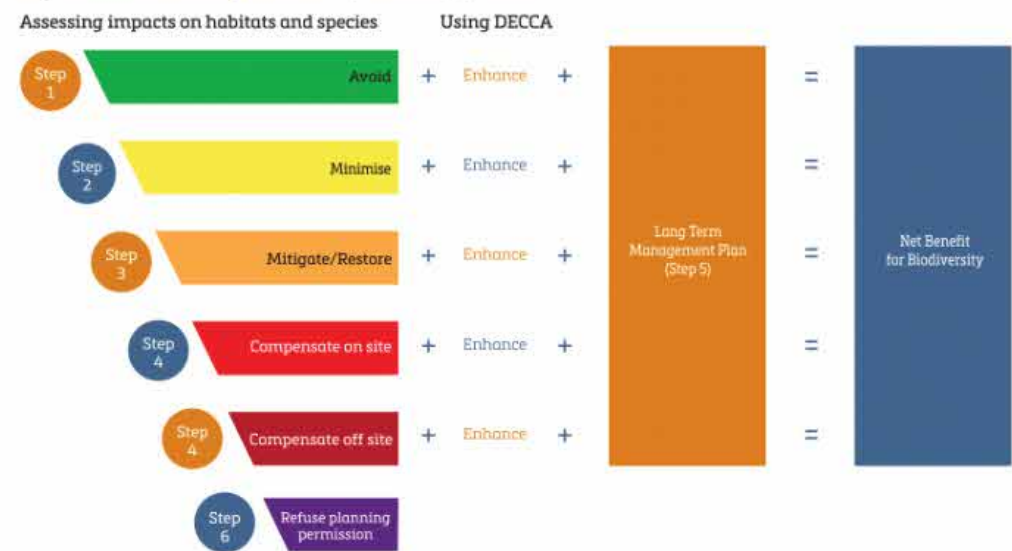 Assessing impacts on habitats and species Using DECCA
Step
1
Avoid + Enhance + =
Step
2
Minimise + Enhance + =
Step
3
Mitigate/Restore + Enhance + =
Long Term
Management Plan
(Step 5)
Net Benefit
for Biodiversity
Step
4
Compensate on site + Enhance + =
Step
4
Compensate off site + Enhance + =
Step
6
Refuse planning
permission